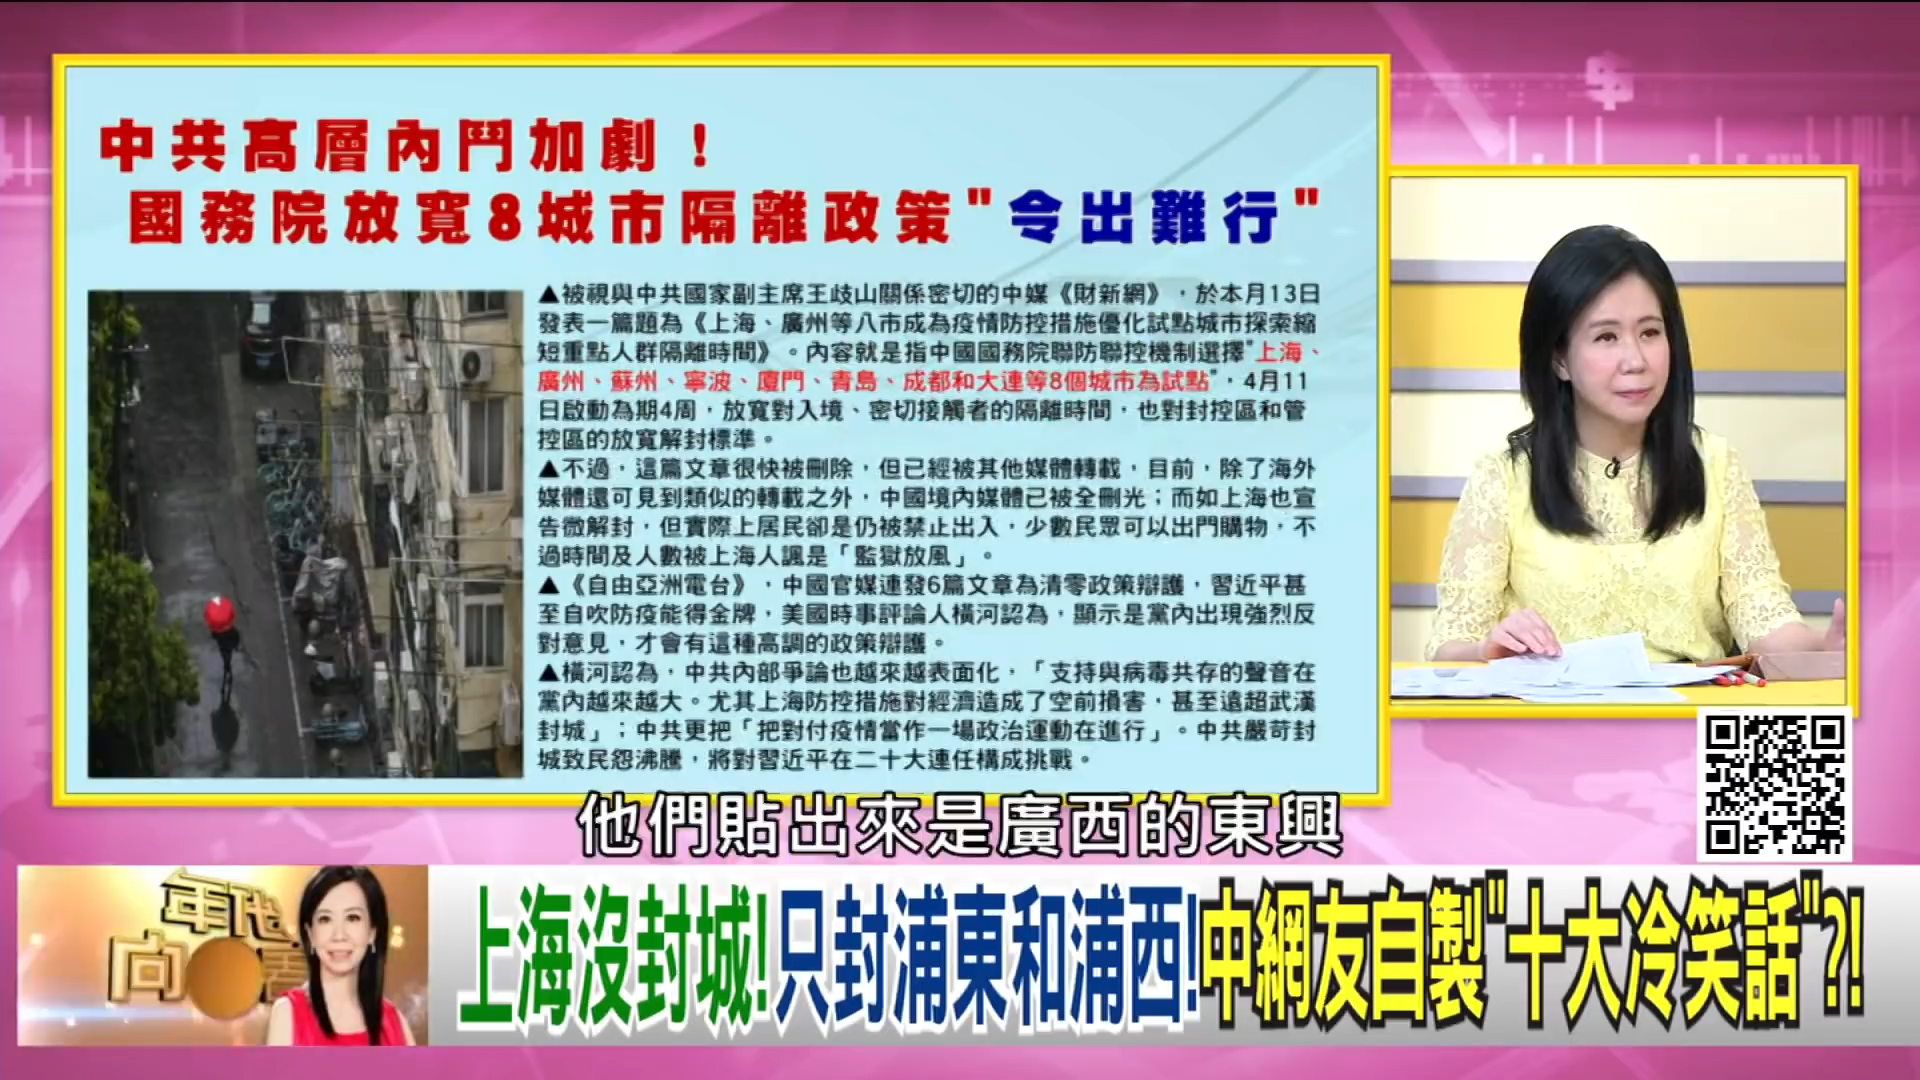 中共高層內鬥加劇！
國務院放寬8城市隔離政策"令出難行"
▲被視與中共國家副主席王歧山關係密切的中媒《財新網》，於本月13日
發表一篇題為《上海、廣州等八市成為疫情防控措施優化試點城市探索縮
短重點人群隔離時間》。內容就是指中國國務院聯防聯控機制選擇"上海、
廣州、蘇州、寧波、廈門、青島、成都和大連等8個城市為試點"，4月11
日啟動為期4周，放寬對入境、密切接觸者的隔離時間，也對封控區和管
控區的放寬解封標準。
▲不過，這篇文章很快被刪除，但已經被其他媒體轉載，目前，除了海外
媒體還可見到類似的轉載之外，中國境內媒體已被全刪光；而如上海也宣
告微解封，但實際上居民卻是仍被禁止出入，少數民眾可以出門購物，不
過時間及人數被上海人諷是「監獄放風」。
▲《自由亞洲電台》，中國官媒連發6篇文章為清零政策辯護，習近平甚
至自吹防疫能得金牌，美國時事評論人橫河認為，顯示是黨內出現強烈反
對意見，才會有這種高調的政策辯護。
▲橫河認為，中共內部爭論也越來越表面化，「支持與病毒共存的聲音在
黨內越來越大。尤其上海防控措施對經濟造成了空前損害，甚至遠超武漢
封城」；中共更把「把對付疫情當作一場政治運動在進行」。中共嚴苛封
城致民怨沸騰，將對習近平在二十大連任構成挑戰。
他們貼出來是廣西的東興
年代
向
上海沒封城!只封浦東和浦西!中網友自製"十大冷笑話"?!